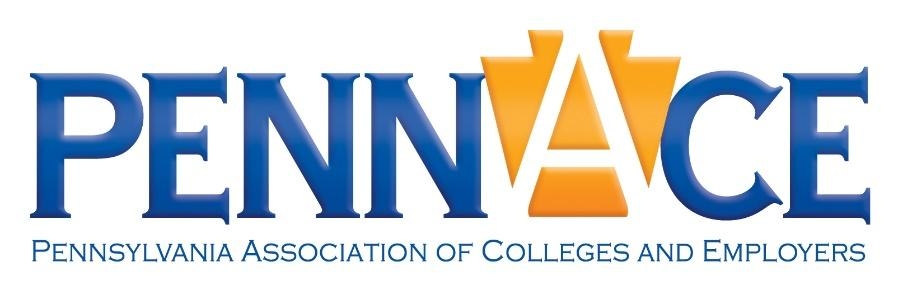 PENNACE
PENNSYLVANIA ASSOCIATION OF COLLEGES AND EMPLOYERS